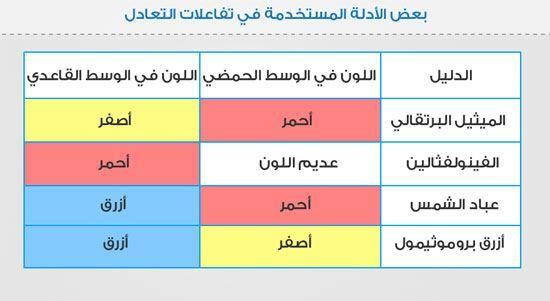 بعض الأدلة المستخدمة في تفاعلات التعادل
الدليل اللون في الوسط الحمضي اللون في الوسط القاعدي
الميثيل البرتقالي أحمر أصفر
الفينولفثالين عديم اللون أحمر
عباد الشمس أحمر أزرق
أزرق بروموثيمول أصفر أزرق